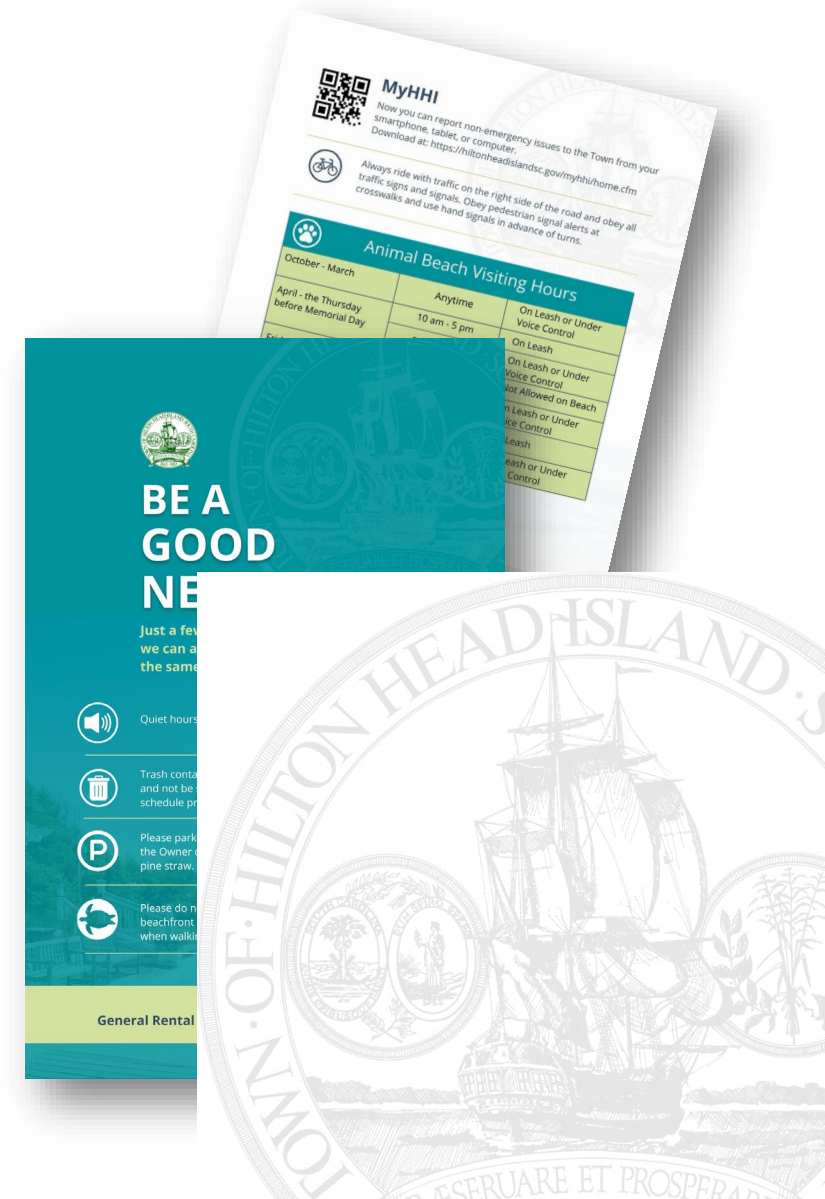 MyHHI
Now you can report non-emergency issues to the Town from your
smartphone, tablet, or computer.
Download at: https://hiltonheadislandsc.gov/myhhi/home.cfm
Always ride with traffic on the right side of the road and obey all
traffic signs and signals. Obey pedestrian signal alerts at
crosswalks and use hand signals in advance of turns.
Animal Beach Visiting Hours
October - March
Anytime
On Leash or Under
Voice Control
April - the Thursday
before Memorial Day
10 am - 5 pm
On Leash
On Leash or Under
Voice Control
Not Allowed on Beach
Leash or Under
Control
Leash
Leash or Under
Control
BE A
GOOD
NE
Just a few
we can a
the same
Quiet hours
Trash conta
and not be
schedule pr
Please park
the Owner
pine straw.
Please do n
beachfront
when walkin
General Rental
TOWN · OF · HILTON HEAD ISLAND · S
SOUTH CAROLINA
ET PROSPERA